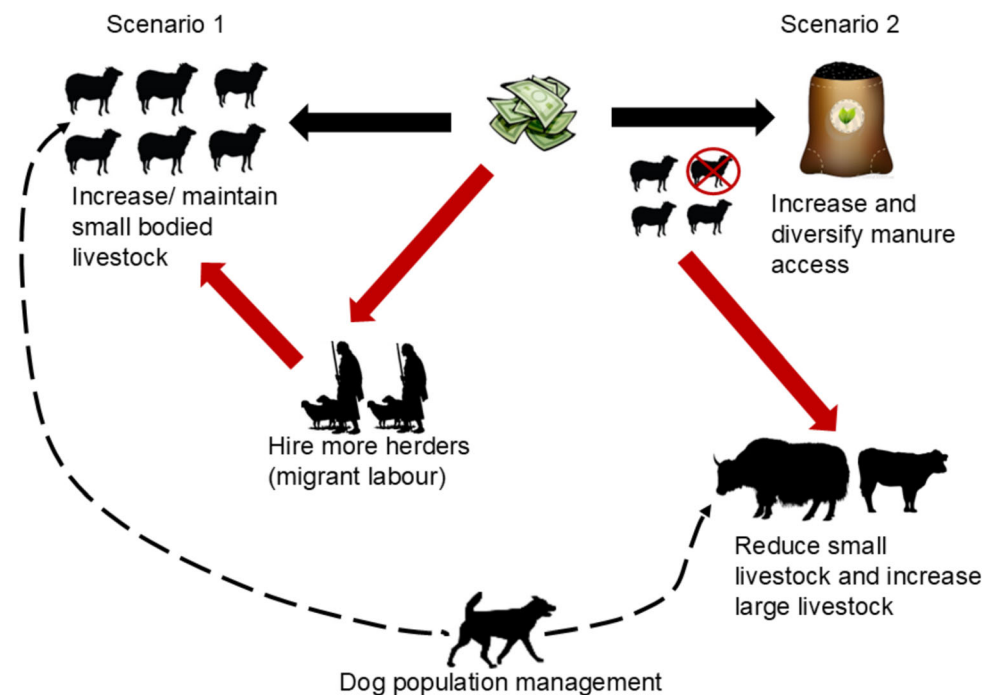 Scenario 1
Scenario 2
Increase/ maintain
small bodied
livestock
Increase and
diversify manure
access
Hire more herders
(migrant labour)
Reduce small
livestock and increase
large livestock
Dog population management